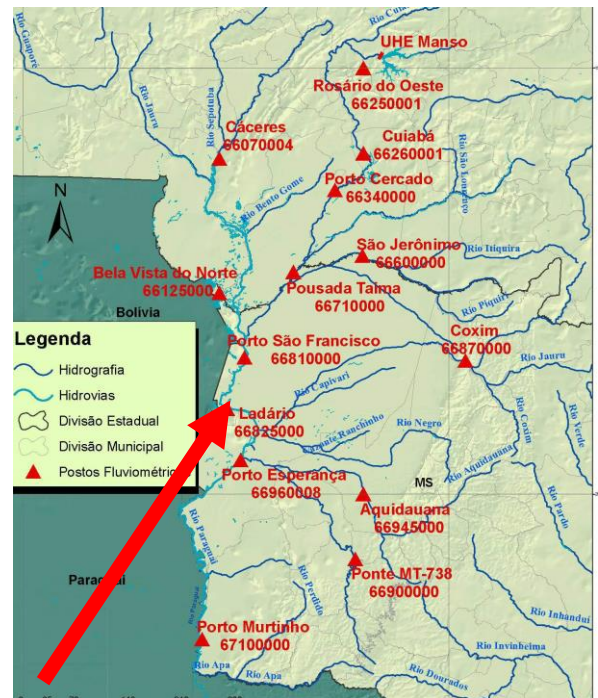 Rio Guaporé
Rio Jauru
Rio Sepotuba
UHE Manso
Rosário do Oeste
66250001
Cáceres
66070004
Cuiabá
66260001
Rio São Lourenço
Porto Cercado
66340000
Rio Bento Gome
N
São Jerônimo
66600000
Rio Itiquira
Bela Vista do Norte
66125000
Pousada Taima
66710000
Rio Piquiri
Bolivia
Legenda
Hidrografia
Hidrovias
Divisão Estadual
Divisão Municipal
Postos Fluviométric
Porto São Francisco
66810000
Coxim
66870000
Rio Jauru
Rio Capivari
Ladário
66825000
Rio Negro
Rio Coxim
Rio Verde
Porto Esperança
66960008
Rio Aquidauana
MS
Aquidauana
66945000
Rio Pardo
Rio Paraguai
Ponte MT-738
66900000
Paraguai
Rio Perdido
Rio Inhanduí
Porto Murtinho
67100000
Rio Invinheima
Rio Apa
Rio Apa
Rio Dourados